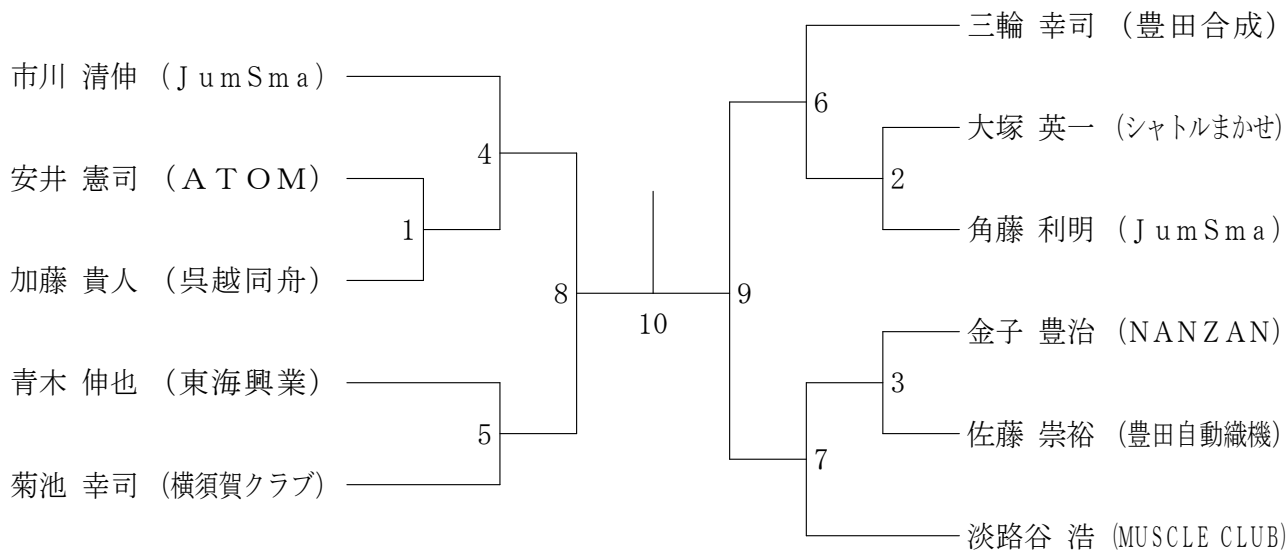 市川 清伸 (JumSma)
安井 憲司 (ATOM)
加藤 貴人 (呉越同舟)
青木 伸也 (東海興業)
菊池 幸司 (横須賀クラブ)
4
1
8
5
10
三輪 幸司 (豊田合成)
大塚 英一 (シャトルまかせ)
角藤 利明 (JumSma)
金子 豊治 (NANZAN)
佐藤 崇裕 (豊田自動織機)
淡路谷 浩 (MUSCLE CLUB)
6
2
9
3
7